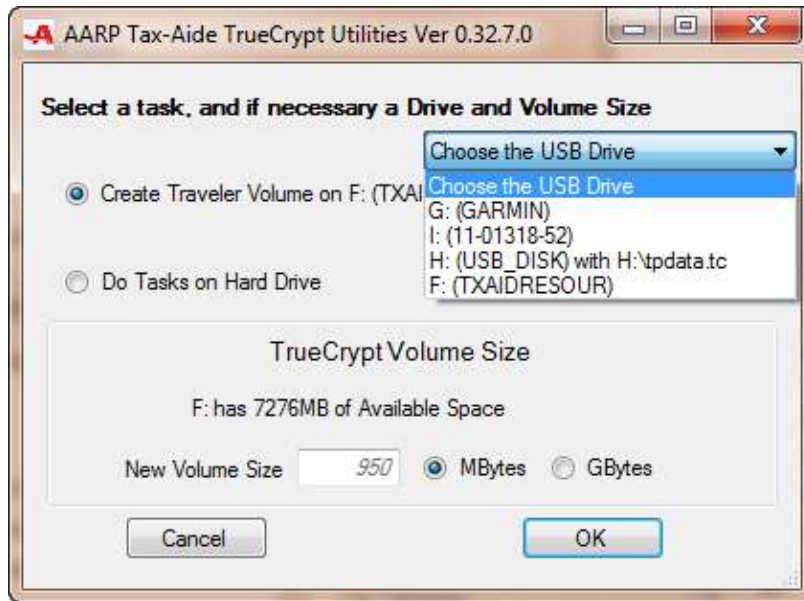 AARP Tax-Aide TrueCrypt Utilities Ver 0.32.7.0
Select a task, and if necessary a Drive and Volume Size
Choose the USB Drive
Create Traveler Volume on F: (TXAI
Choose the USB Drive
G: (GARMIN)
I: (11-01318-52)
H: (USB_DISK) with H:\tpdata.tc
F: (TXAIDRESOUR)
Do Tasks on Hard Drive
TrueCrypt Volume Size
F: has 7276MB of Available Space
New Volume Size 950 MBytes GBytes
Cancel OK